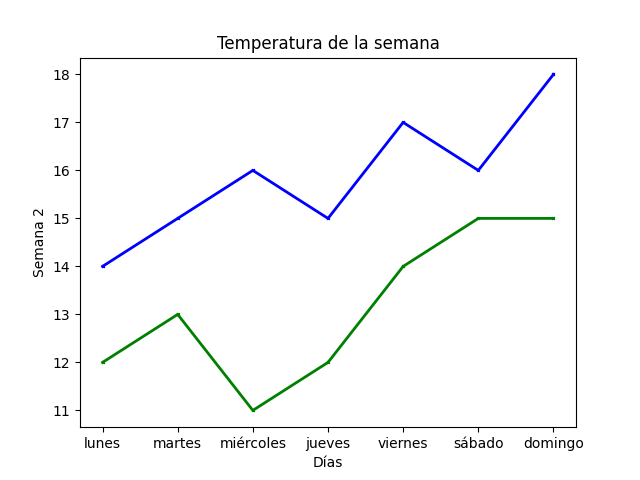 Temperatura de la semana
18
17
16
15
14
13
12
11
Semana 2
lunes martes miércoles jueves viernes sábado domingo
Días